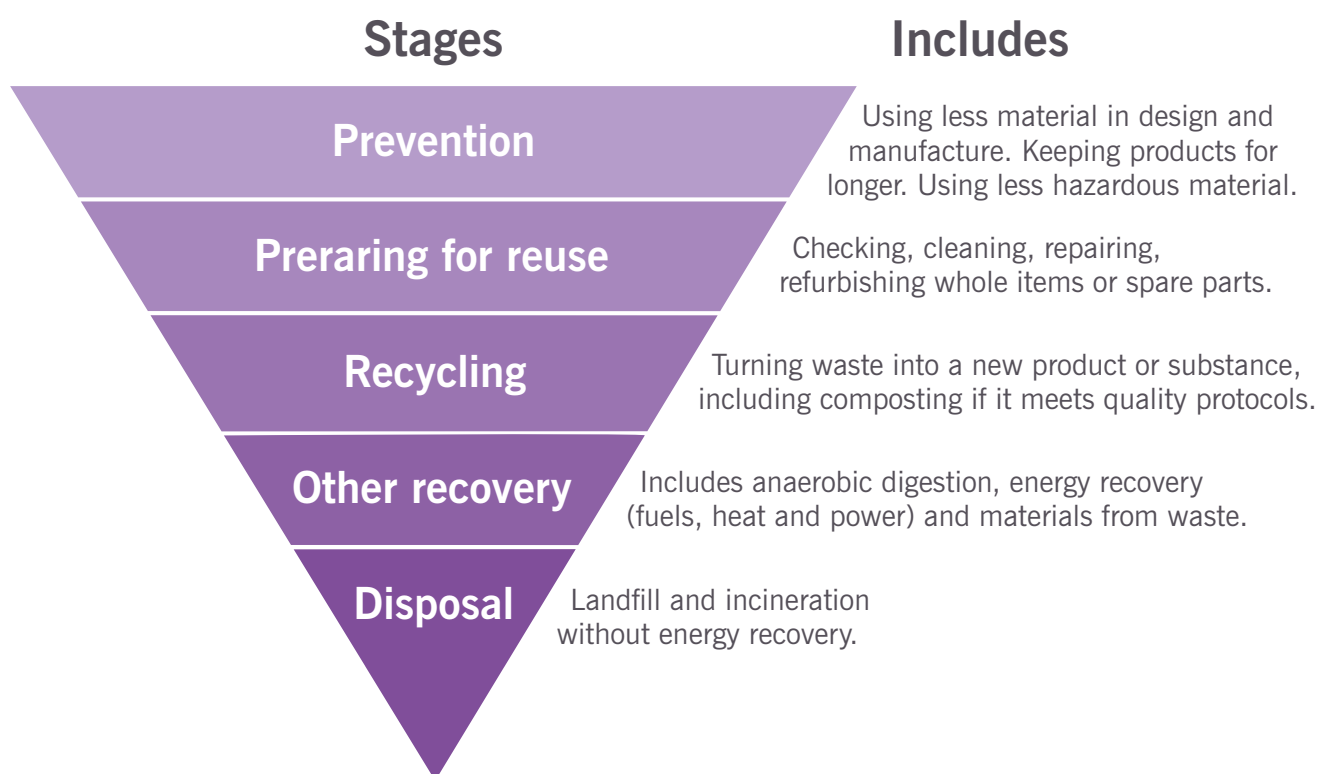 Stages
Includes
Prevention
Using less material in design and
manufacture. Keeping products for
longer. Using less hazardous material.
Preraring for reuse
Checking, cleaning, repairing,
refurbishing whole items or spare parts.
Recycling
Turning waste into a new product or substance,
including composting if it meets quality protocols.
Other recovery
Includes anaerobic digestion, energy recovery
(fuels, heat and power) and materials from waste.
Disposal
Landfill and incineration
without energy recovery.